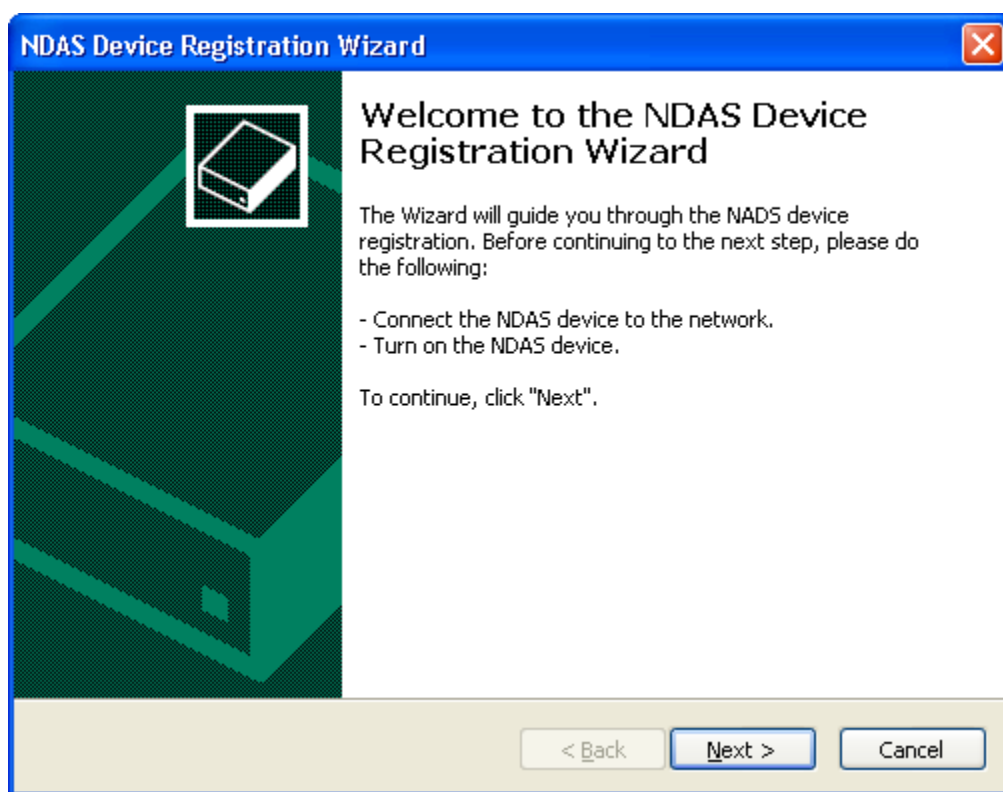 NDAS Device Registration Wizard
Welcome to the NDAS Device
Registration Wizard
The Wizard will guide you through the NADS device
registration. Before continuing to the next step, please do
the following:
- Connect the NDAS device to the network.
- Turn on the NDAS device.
To continue, click "Next".
< Back Next > Cancel